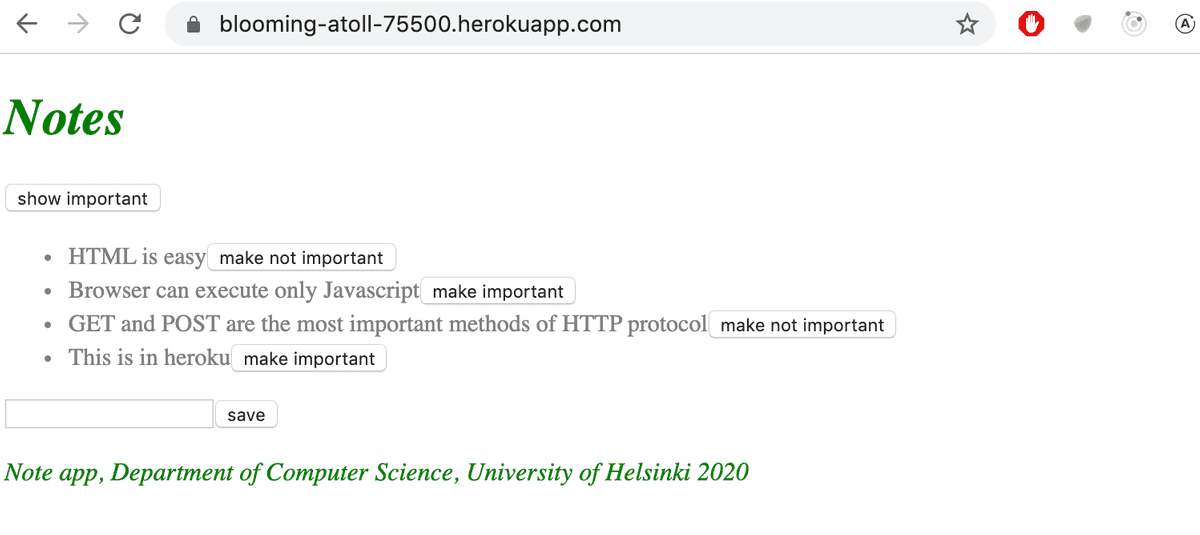 blooming-atoll-75500.herokuapp.com
A
Notes
show important
HTML is easy make not important
Browser can execute only Javascript make important
GET and POST are the most important methods of HTTP protocol make not important
This is in heroku make important
save
Note app, Department of Computer Science, University of Helsinki 2020